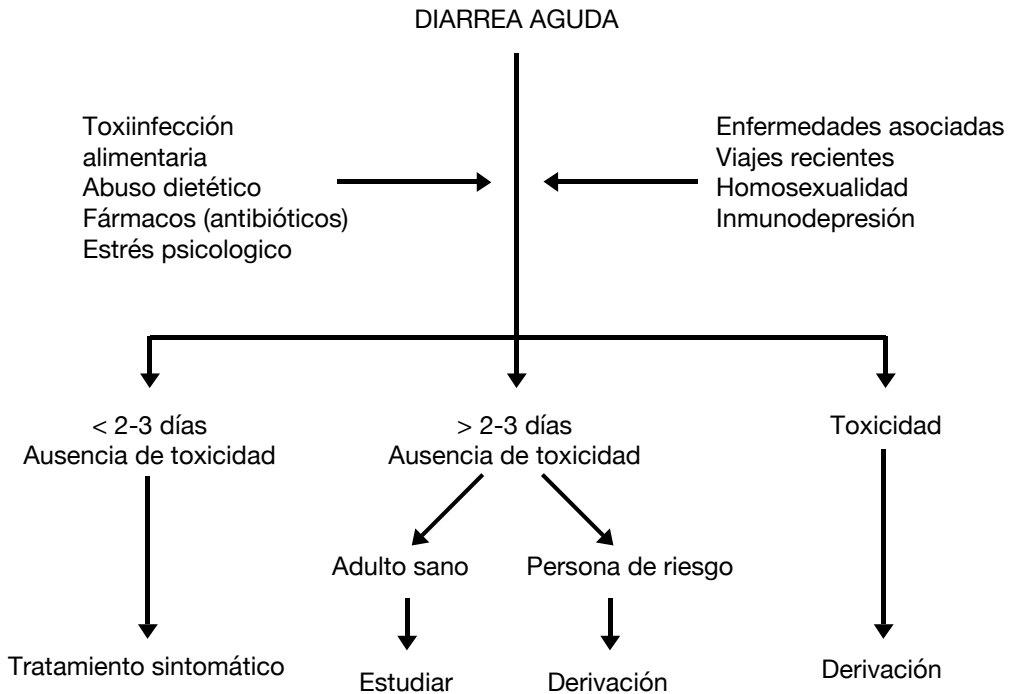 DIARREA AGUDA
Toxiinfección
alimentaria
Abuso dietético
Fármacos (antibióticos)
Estrés psicologico
Enfermedades asociadas
Viajes recientes
Homosexualidad
Inmunodepresión
< 2-3 días
Ausencia de toxicidad
> 2-3 días
Ausencia de toxicidad
Toxicidad
Adulto sano
Persona de riesgo
Tratamiento sintomático
Estudiar
Derivación
Derivación